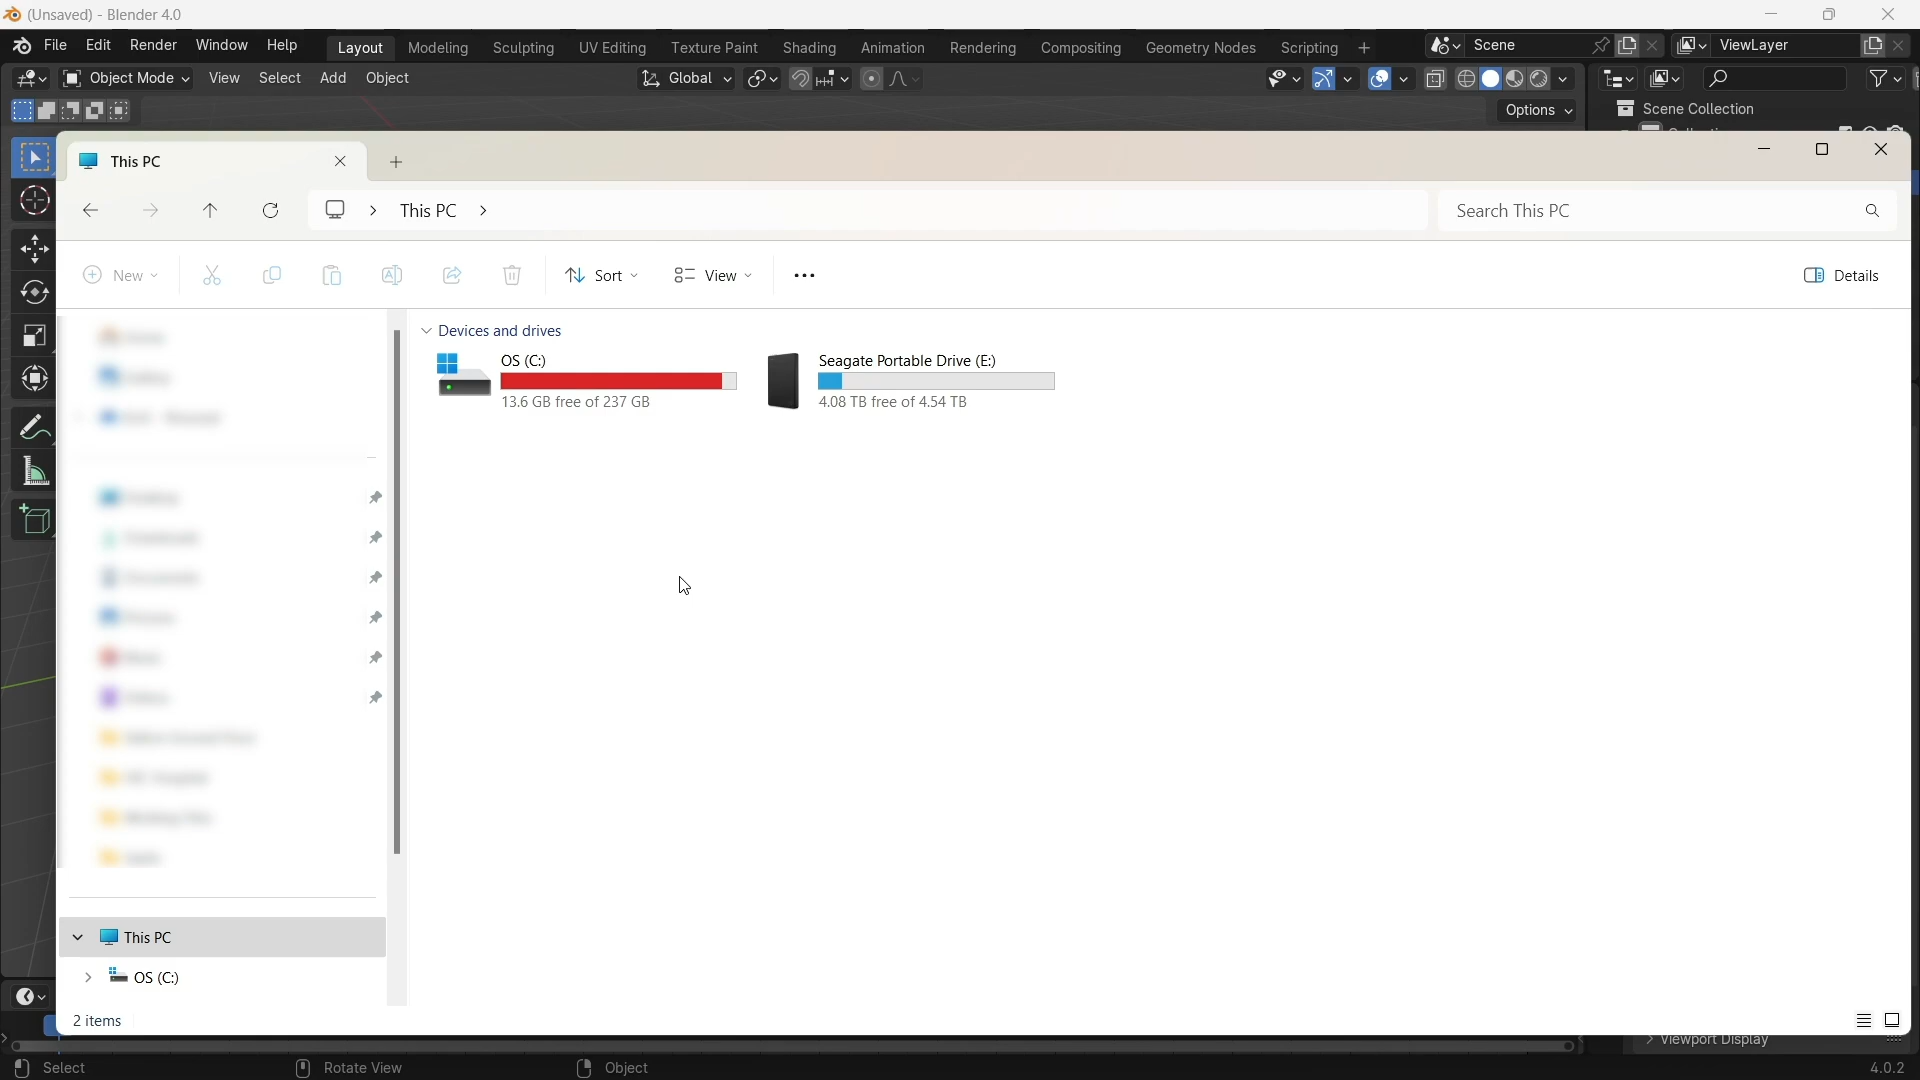 (Unsaved) - Blender 4.0
File Edit Render Window Help Layout Modeling Sculpting UV Editing Texture Paint Shading Animation Rendering Compositing Geometry Nodes Scripting + Scene ViewLayer
Object Mode View Select Add Object Global
Options
Scene Collection
This PC
This PC
Search This PC
New Sort View Details
Devices and drives
OS (C:)
13.6 GB free of 237 GB
Seagate Portable Drive (E:)
4.08 TB free of 4.54 TB
This PC
OS (C:)
2 items
Viewport Display
Select Rotate View Object 4.0.2